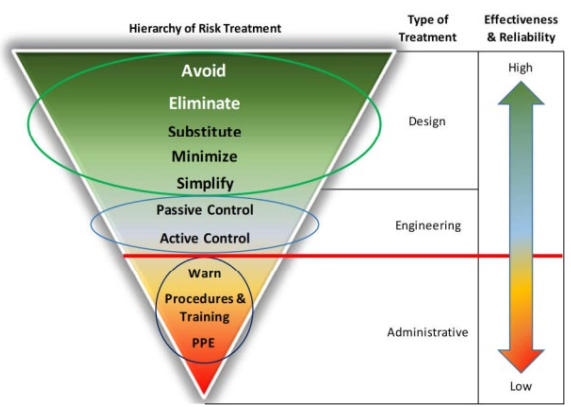 Hierarchy of Risk Treatment
Type of
Treatment
Effectiveness
& Reliability
Avoid
Eliminate
Substitute
Minimize
Simplify
Passive Control
Active Control
Warn
Procedures &
Training
PPE
Design
Engineering
Administrative
High
Low